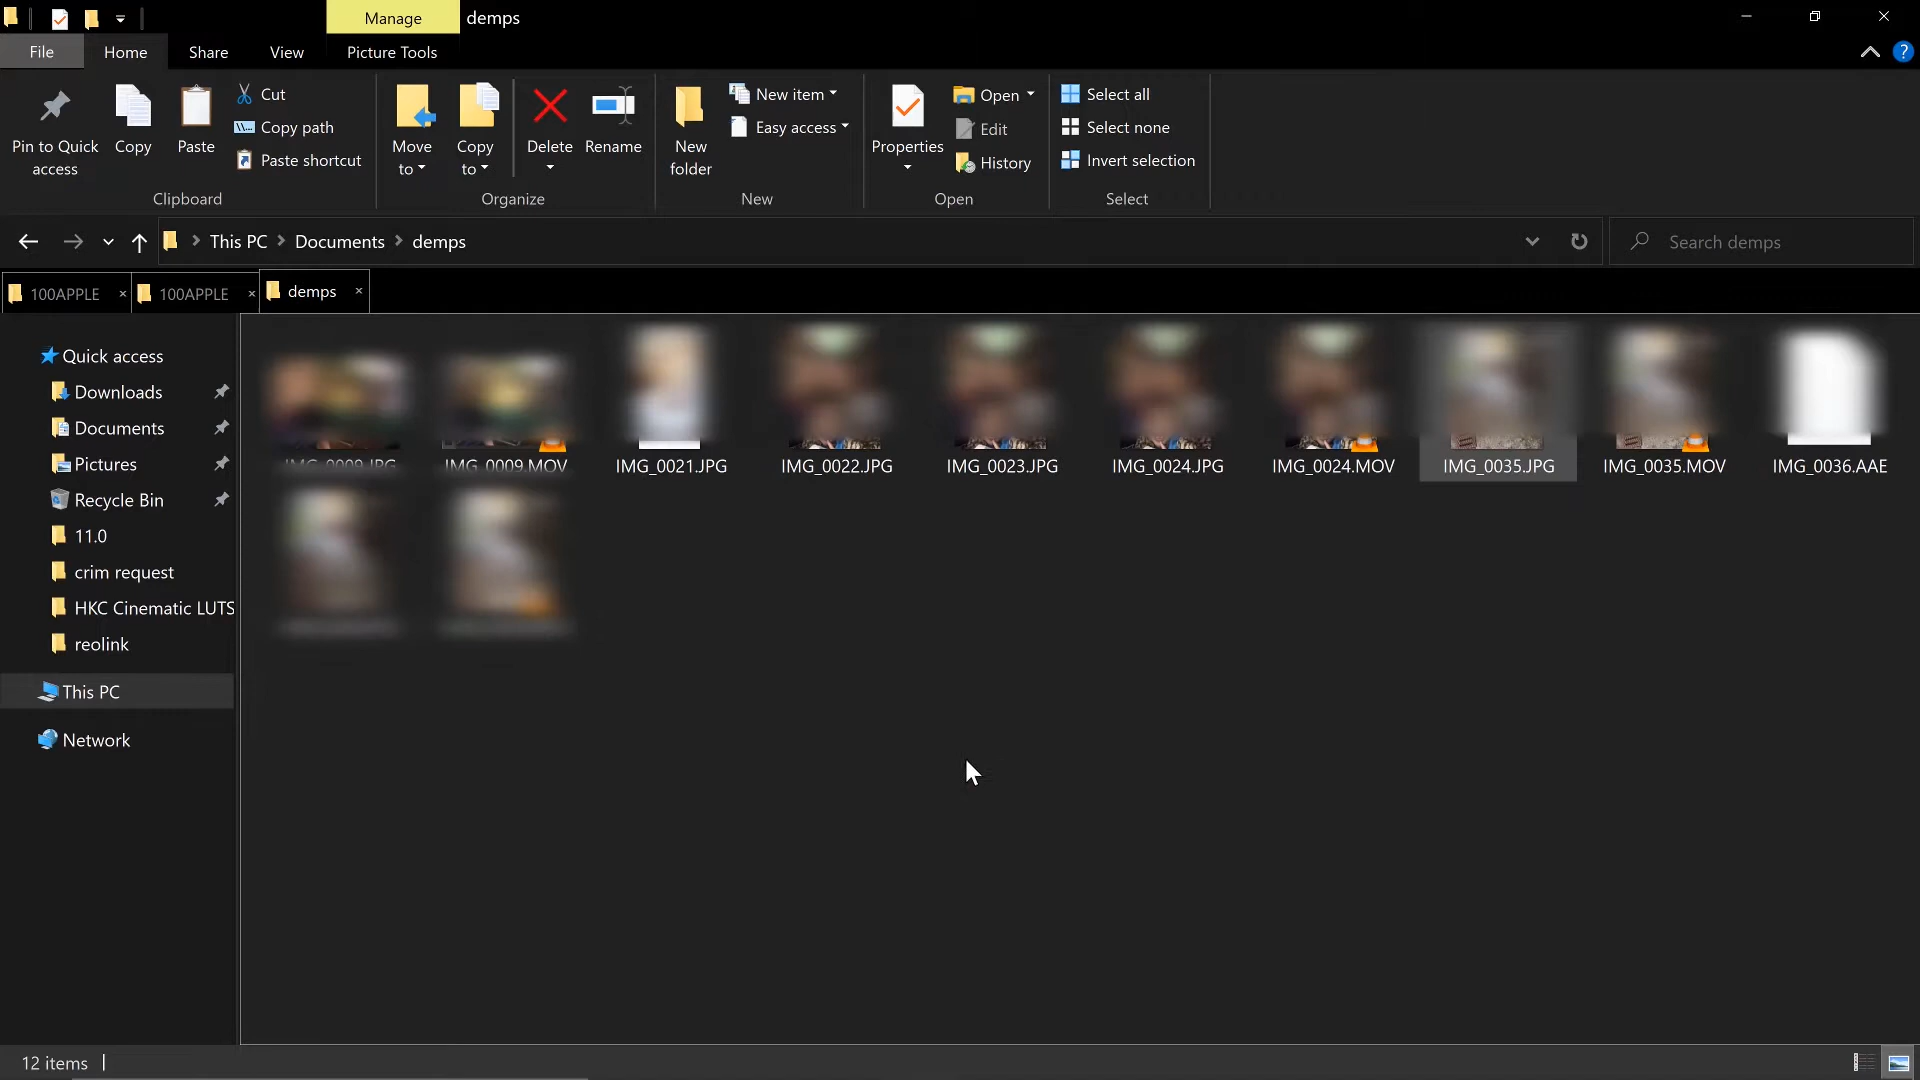 Manage demps
File Home Share View Picture Tools
Pin to Quick access
Copy
Paste
Cut
Copy path
Paste shortcut
Clipboard
Move to
Copy to
Delete
Rename
Organize
New folder
New item
Easy access
New
Properties
Open
Edit
History
Open
Select all
Select none
Invert selection
Select
This PC Documents demps
Search demps
100APPLE 100APPLE demps
Quick access
Downloads
Documents
Pictures
Recycle Bin
11.0
crim request
HKC Cinematic LUTS
reolink
This PC
Network
IMG_0009.JPG IMG_0009.MOV IMG_0021.JPG IMG_0022.JPG IMG_0023.JPG IMG_0024.JPG IMG_0024.MOV IMG_0035.JPG IMG_0035.MOV IMG_0036.AAE
12 items